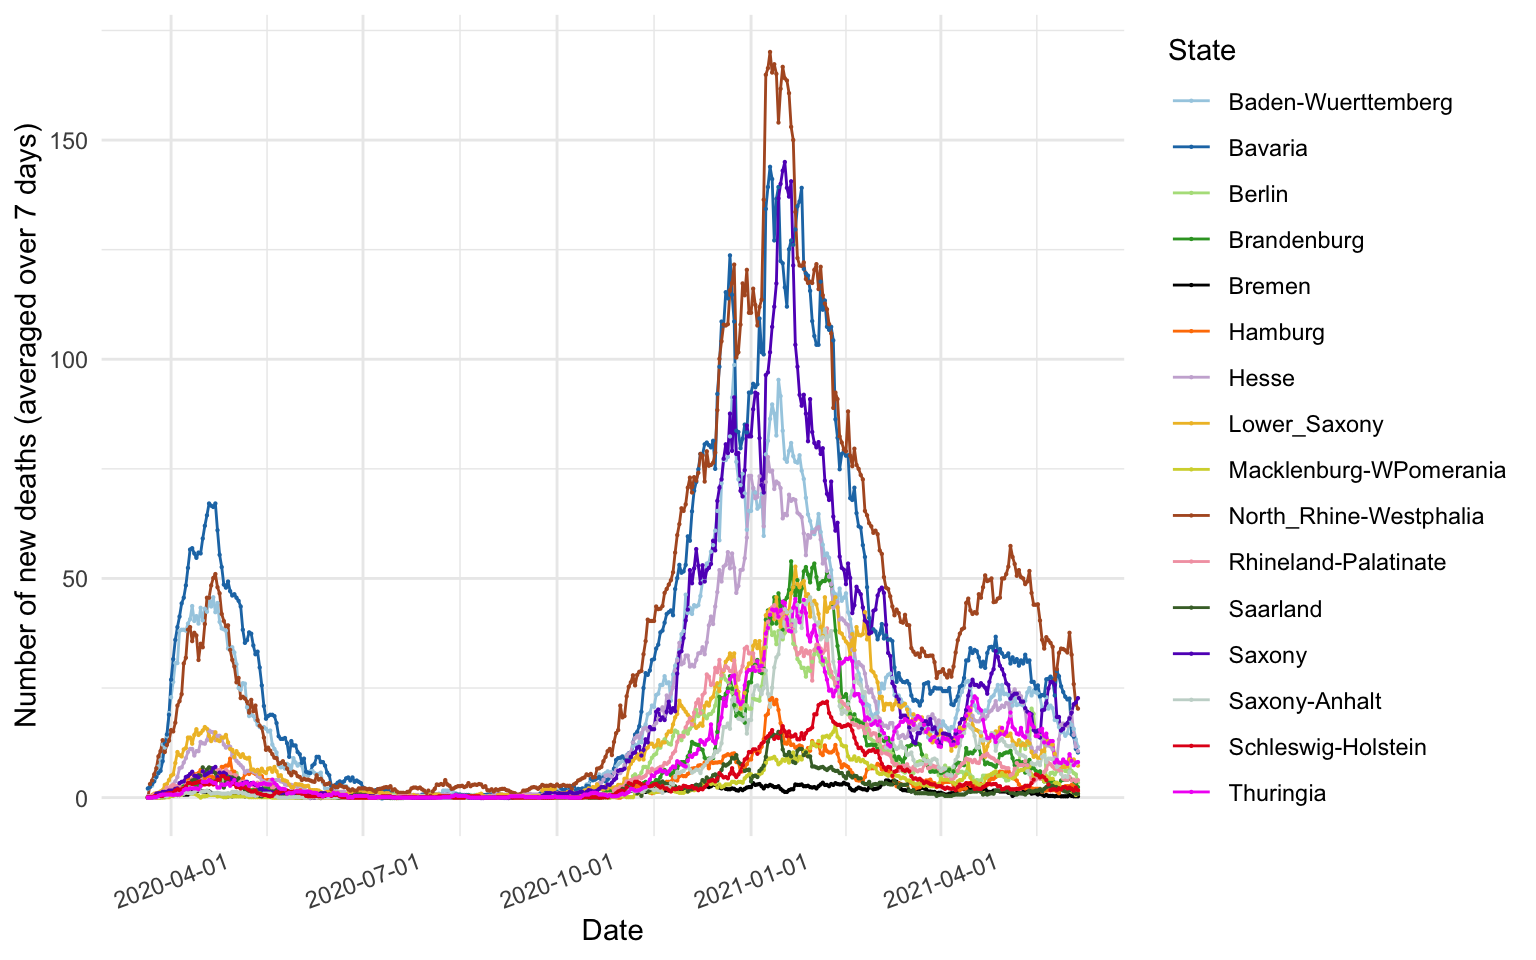 Number of new deaths (averaged over 7 days)
150
100
50
0
2020-04-01
2020-07-01
2020-10-01
2021-01-01
2021-04-01
Date
State
Baden-Wuerttemberg
Bavaria
Berlin
Brandenburg
Bremen
Hamburg
Hesse
Lower_Saxony
Macklenburg-WPomerania
North_Rhine-Westphalia
Rhineland-Palatinate
Saarland
Saxony
Saxony-Anhalt
Schleswig-Holstein
Thuringia